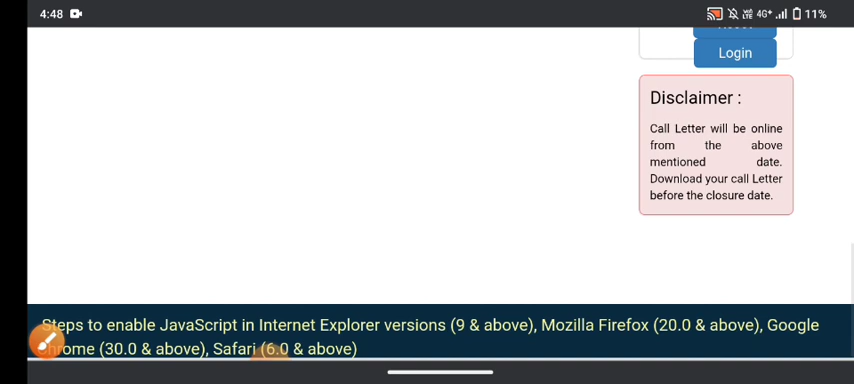 4:48
4G+ 11%
Login
Disclaimer :
Call Letter will be online
from the above
mentioned date.
Download your call Letter
before the closure date.
Steps to enable JavaScript in Internet Explorer versions (9 & above), Mozilla Firefox (20.0 & above), Google
Chrome (30.0 & above), Safari (6.0 & above)